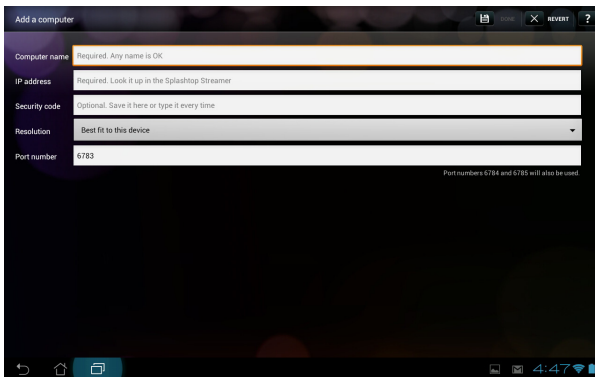 Add a computer
DONE
REVERT
?
Computer name
Required. Any name is OK
IP address
Required. Look it up in the Splashtop Streamer
Security code
Optional. Save it here or type it every time
Resolution
Best fit to this device
Port number
6783
Port numbers 6784 and 6785 will also be used.
4:47